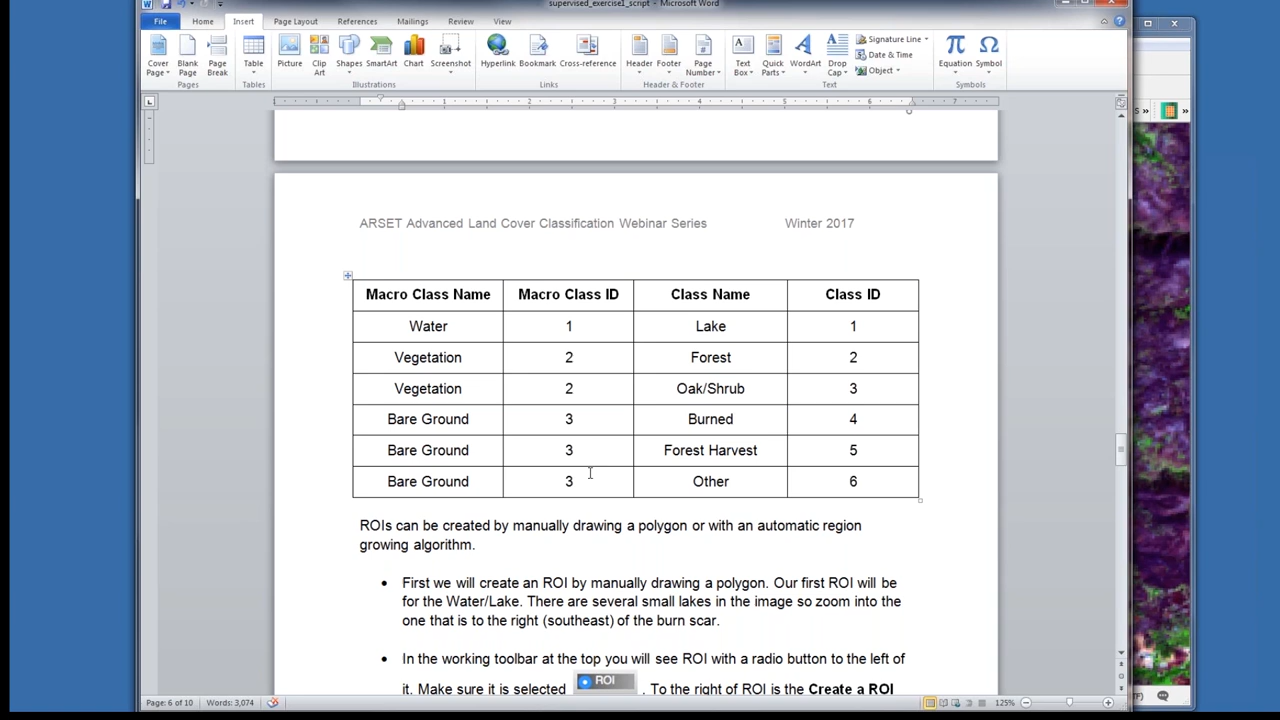 supervised_exercise1_script - Microsoft Word
File Home Insert Page Layout References Mailings Review View
Cover Page Blank Page Page Break Table Picture Clip Art Shapes SmartArt Chart Screenshot Hyperlink Bookmark Cross-reference Header Footer Page Number Text Box Quick Parts WordArt Drop Cap Signature Line Date & Time Object Equation Symbol
Pages Tables Illustrations Links Header & Footer Text Symbols
1 2 3 4 5 6 7
ARSET Advanced Land Cover Classification Webinar Series Winter 2017
Macro Class Name Macro Class ID Class Name Class ID
Water 1 Lake 1
Vegetation 2 Forest 2
Vegetation 2 Oak/Shrub 3
Bare Ground 3 Burned 4
Bare Ground 3 Forest Harvest 5
Bare Ground 3 Other 6
ROIs can be created by manually drawing a polygon or with an automatic region
growing algorithm.
• First we will create an ROI by manually drawing a polygon. Our first ROI will be
for the Water/Lake. There are several small lakes in the image so zoom into the
one that is to the right (southeast) of the burn scar.
• In the working toolbar at the top you will see ROI with a radio button to the left of
it. Make sure it is selected ROI . To the right of ROI is the Create a ROI
Page: 6 of 10 Words: 3,074 125%